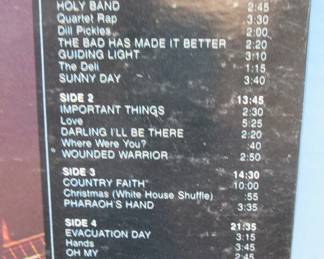 HOLY BAND 2:45
Quartet Rap 3:30
Dill Pickles 2:00
THE BAD HAS MADE IT BETTER 2:20
GUIDING LIGHT 3:10
The Deli 1:15
SUNNY DAY 3:40
SIDE 2 13:45
IMPORTANT THINGS 2:30
Love 5:25
DARLING I'LL BE THERE 2:20
Where Were You? :40
WOUNDED WARRIOR 2:50
SIDE 3 14:30
COUNTRY FAITH 10:00
Christmas (White House Shuffle) :55
PHARAOH'S HAND 3:35
SIDE 4 21:35
EVACUATION DAY 3:15
Hands 3:45
OH MY 2:45